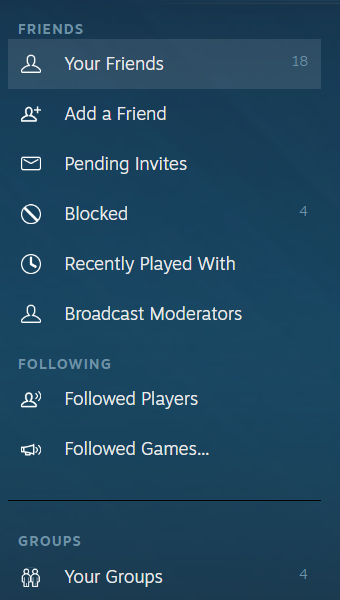 FRIENDS
Your Friends 18
Add a Friend
Pending Invites
Blocked 4
Recently Played With
Broadcast Moderators
FOLLOWING
Followed Players
Followed Games...
GROUPS
Your Groups 4